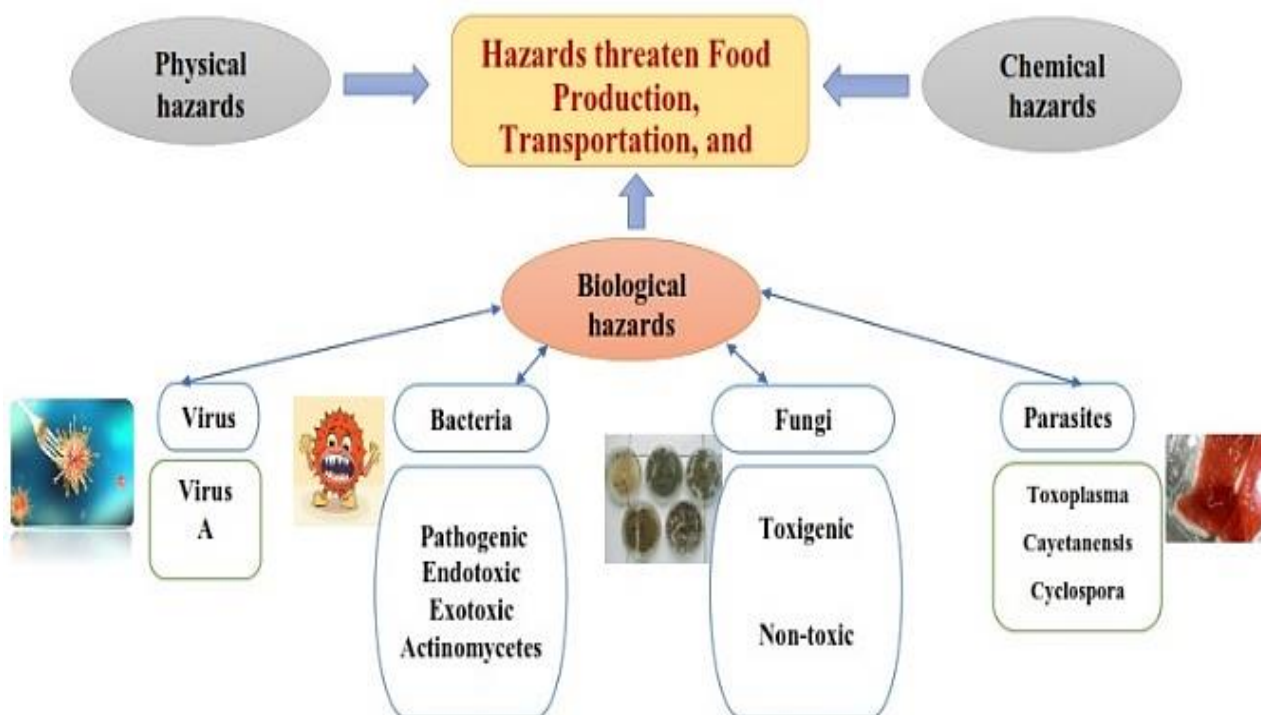 Physical
hazards
Hazards threaten Food
Production,
Transportation, and
Chemical
hazards
Biological
hazards
Virus
Bacteria
Fungi
Parasites
Virus
A
Pathogenic
Endotoxic
Exotoxic
Actinomycetes
Toxigenic
Non-toxic
Toxoplasma
Cayetanensis
Cyclospora